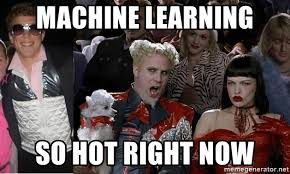 MACHINE LEARNING
SO HOT RIGHT NOW
memegenerator.net